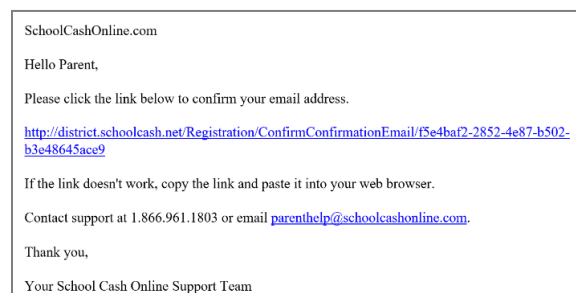 SchoolCashOnline.com
Hello Parent,
Please click the link below to confirm your email address.
http://district.schoolcash.net/Registration/ConfirmConfirmationEmail/f5e4baf2-2852-4e87-b502-
b3e48645ace9
If the link doesn't work, copy the link and paste it into your web browser.
Contact support at 1.866.961.1803 or email parenthelp@schoolcashonline.com.
Thank you,
Your School Cash Online Support Team